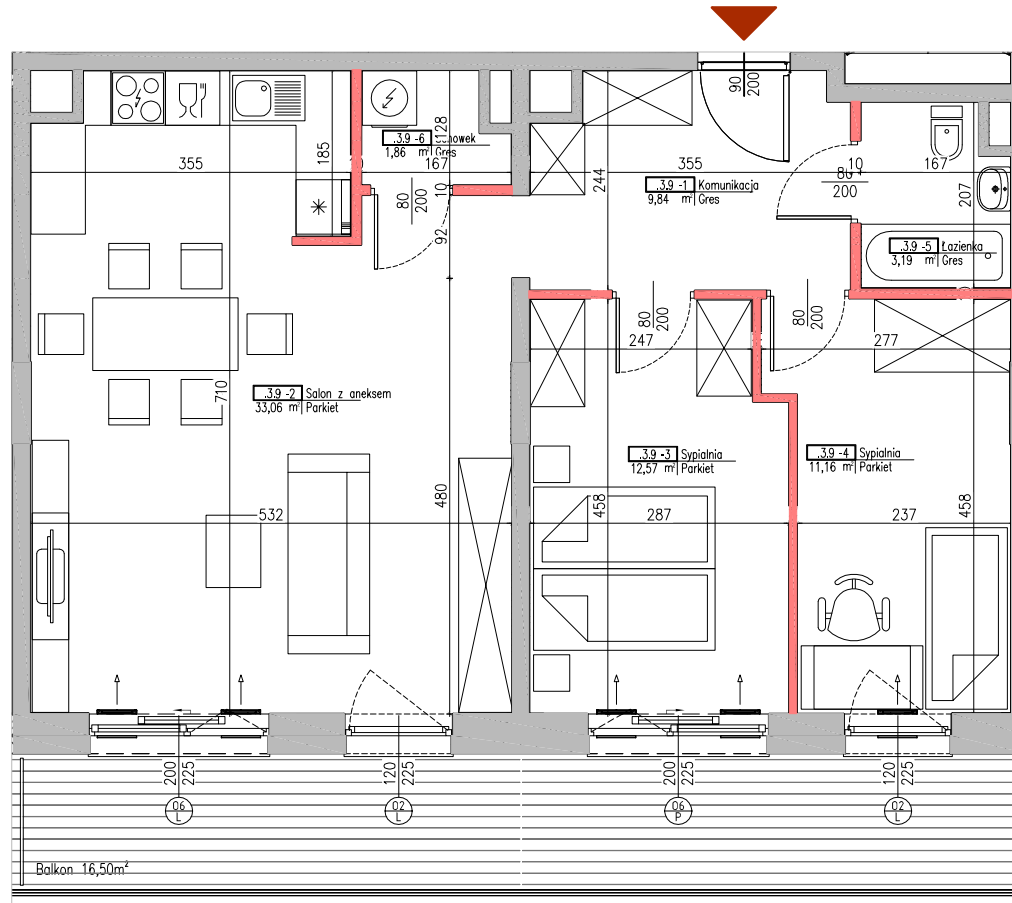 90
200
.3.9 -6
1,86 m² Gres
128
355
185
10
167
80
200
10
92
244
355
.3.9 -1 Komunikacja
9,84 m² Gres
10
167
200
207
.3.9 -5 Łazienka
3,19 m² Gres
80
200
247
80
200
277
.3.9 -2 Salon z aneksem
33,06 m² Parkiet
710
.3.9 -3 Sypialnia
12,57 m² Parkiet
.3.9 -4 Sypialnia
11,16 m² Parkiet
480
458
458
532
287
237
200
225
120
225
200
225
120
225
06
L
02
L
06
P
02
L
Balkon 16,50m²